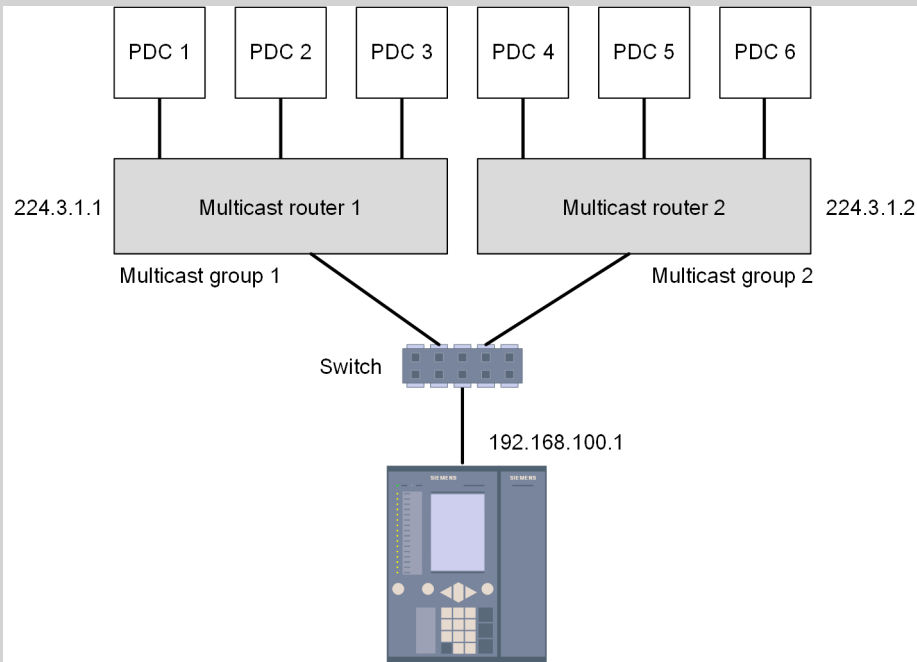 PDC 1
PDC 2
PDC 3
PDC 4
PDC 5
PDC 6
224.3.1.1
Multicast router 1
Multicast router 2
224.3.1.2
Multicast group 1
Multicast group 2
Switch
192.168.100.1
SIEMENS
SIEMENS